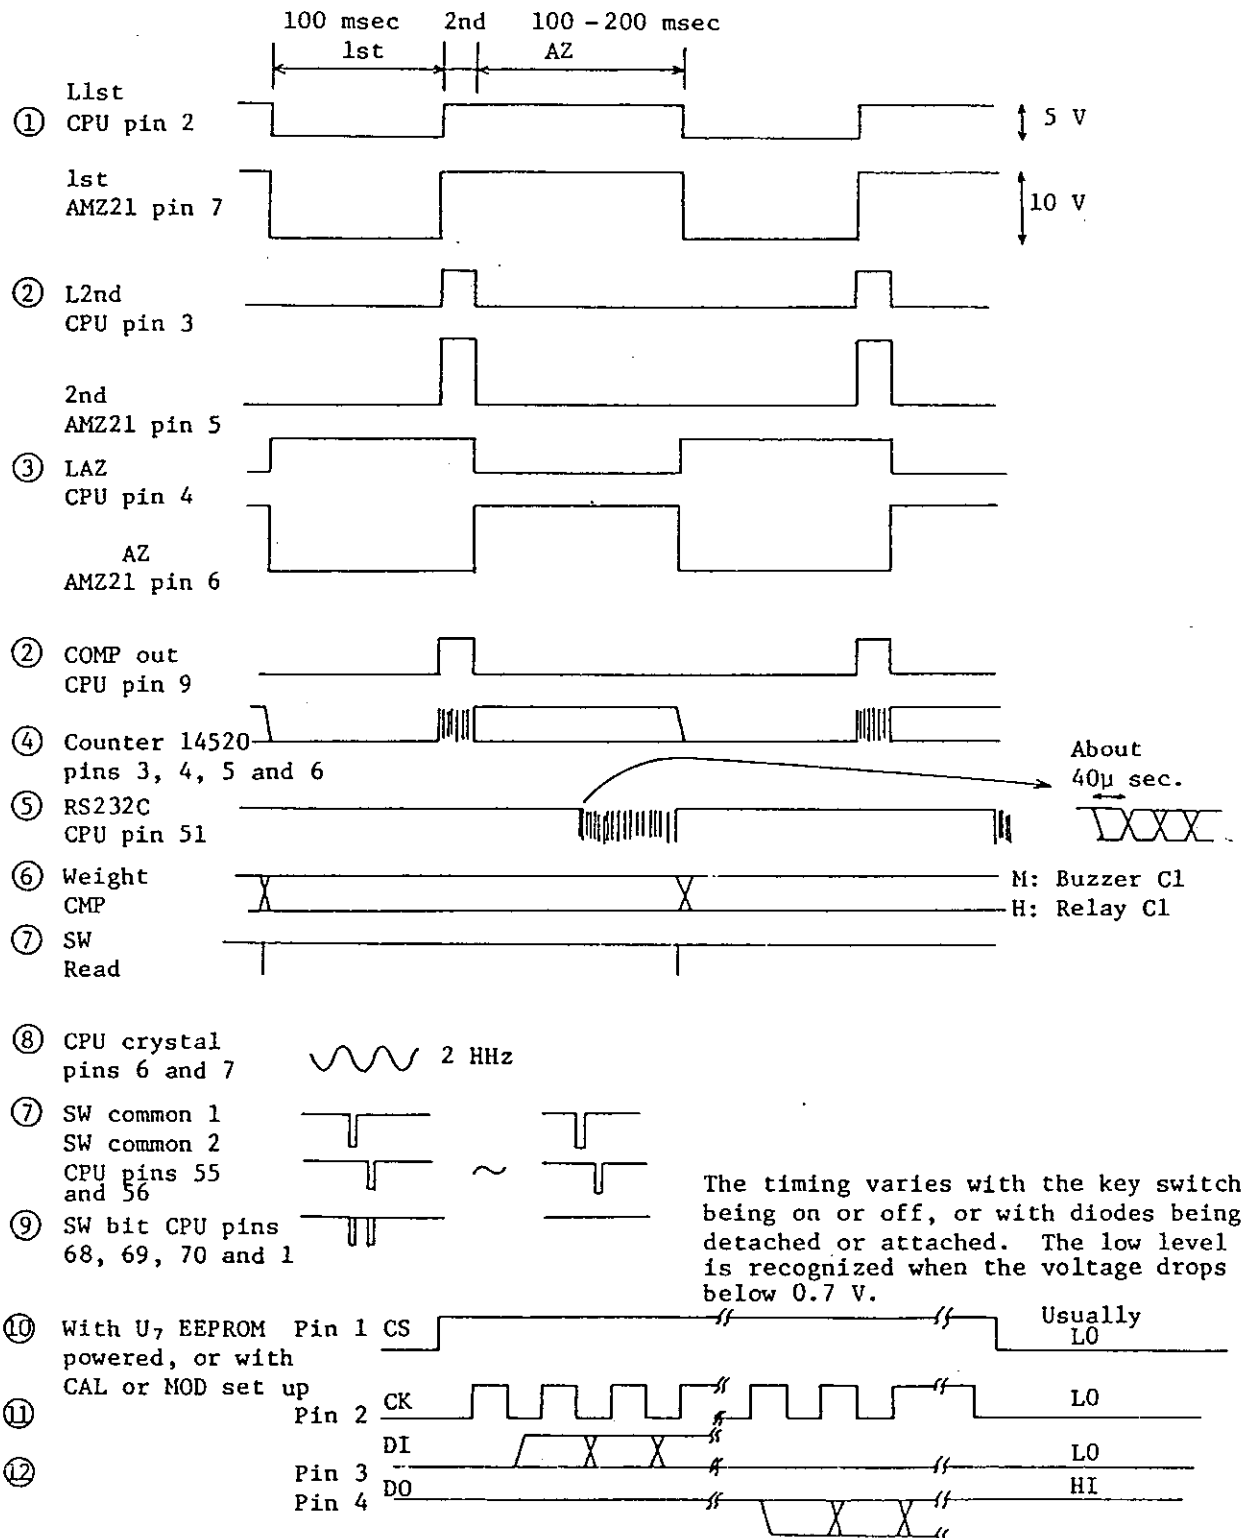 100 msec 2nd 100 - 200 msec
1st AZ
① L1st
CPU pin 2
5 V
1st
AMZ21 pin 7
10 V
② L2nd
CPU pin 3
2nd
AMZ21 pin 5
③ LAZ
CPU pin 4
AZ
AMZ21 pin 6
② COMP out
CPU pin 9
④ Counter 14520
pins 3, 4, 5 and 6
About
40μ sec.
⑤ RS232C
CPU pin 51
⑥ Weight
CMP
M: Buzzer C1
H: Relay C1
⑦ SW
Read
⑧ CPU crystal
pins 6 and 7
2 HHz
⑦ SW common 1
SW common 2
CPU pins 55
and 56
~
⑨ SW bit CPU pins
68, 69, 70 and 1
The timing varies with the key switch
being on or off, or with diodes being
detached or attached. The low level
is recognized when the voltage drops
below 0.7 V.
⑩ With U7 EEPROM Pin 1 CS
powered, or with
CAL or MOD set up
Usually
LO
⑪ Pin 2 CK LO
⑫ Pin 3 DI LO
Pin 4 DO HI